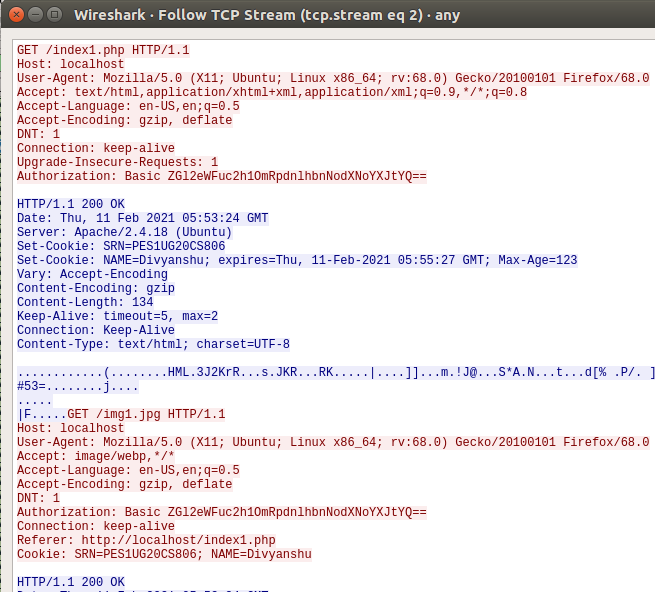 Wireshark · Follow TCP Stream (tcp.stream eq 2) · any
GET /index1.php HTTP/1.1
Host: localhost
User-Agent: Mozilla/5.0 (X11; Ubuntu; Linux x86_64; rv:68.0) Gecko/20100101 Firefox/68.0
Accept: text/html,application/xhtml+xml,application/xml;q=0.9,*/*;q=0.8
Accept-Language: en-US,en;q=0.5
Accept-Encoding: gzip, deflate
DNT: 1
Connection: keep-alive
Upgrade-Insecure-Requests: 1
Authorization: Basic ZGl2eWFuc2h1OmRpdnlhbnNodXNoYXJtYQ==
HTTP/1.1 200 OK
Date: Thu, 11 Feb 2021 05:53:24 GMT
Server: Apache/2.4.18 (Ubuntu)
Set-Cookie: SRN=PES1UG20CS806
Set-Cookie: NAME=Divyanshu; expires=Thu, 11-Feb-2021 05:55:27 GMT; Max-Age=123
Vary: Accept-Encoding
Content-Encoding: gzip
Content-Length: 134
Keep-Alive: timeout=5, max=2
Connection: Keep-Alive
Content-Type: text/html; charset=UTF-8
............(........HML.3J2KrR...s.JKR...RK.....|....]]...m.!J@...S*A.N...t...d[% .P/. ]
#53=........j....
.....
|F.....GET /img1.jpg HTTP/1.1
Host: localhost
User-Agent: Mozilla/5.0 (X11; Ubuntu; Linux x86_64; rv:68.0) Gecko/20100101 Firefox/68.0
Accept: image/webp,*/*
Accept-Language: en-US,en;q=0.5
Accept-Encoding: gzip, deflate
DNT: 1
Authorization: Basic ZGl2eWFuc2h1OmRpdnlhbnNodXNoYXJtYQ==
Connection: keep-alive
Referer: http://localhost/index1.php
Cookie: SRN=PES1UG20CS806; NAME=Divyanshu
HTTP/1.1 200 OK